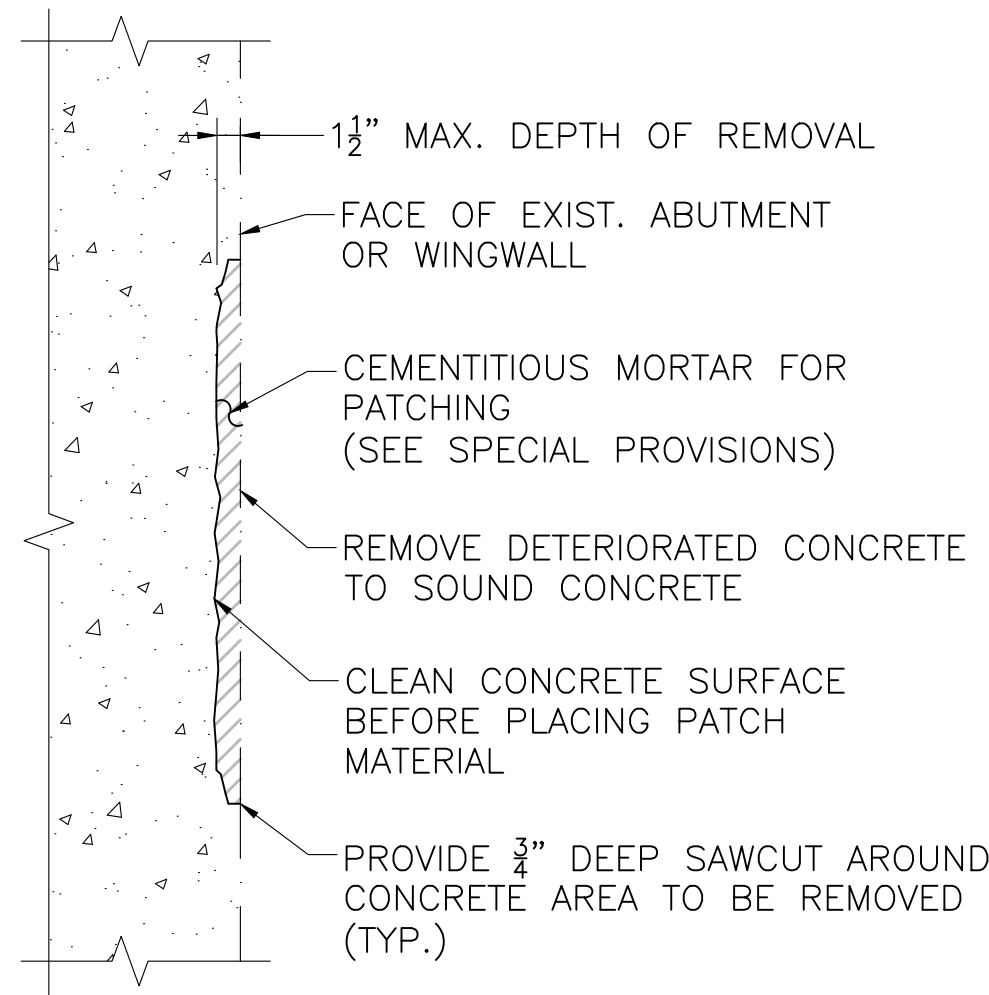 1 1/2” MAX. DEPTH OF REMOVAL
FACE OF EXIST. ABUTMENT
OR WINGWALL
CEMENTITIOUS MORTAR FOR
PATCHING
(SEE SPECIAL PROVISIONS)
REMOVE DETERIORATED CONCRETE
TO SOUND CONCRETE
CLEAN CONCRETE SURFACE
BEFORE PLACING PATCH
MATERIAL
PROVIDE 3/4” DEEP SAWCUT AROUND
CONCRETE AREA TO BE REMOVED
(TYP.)